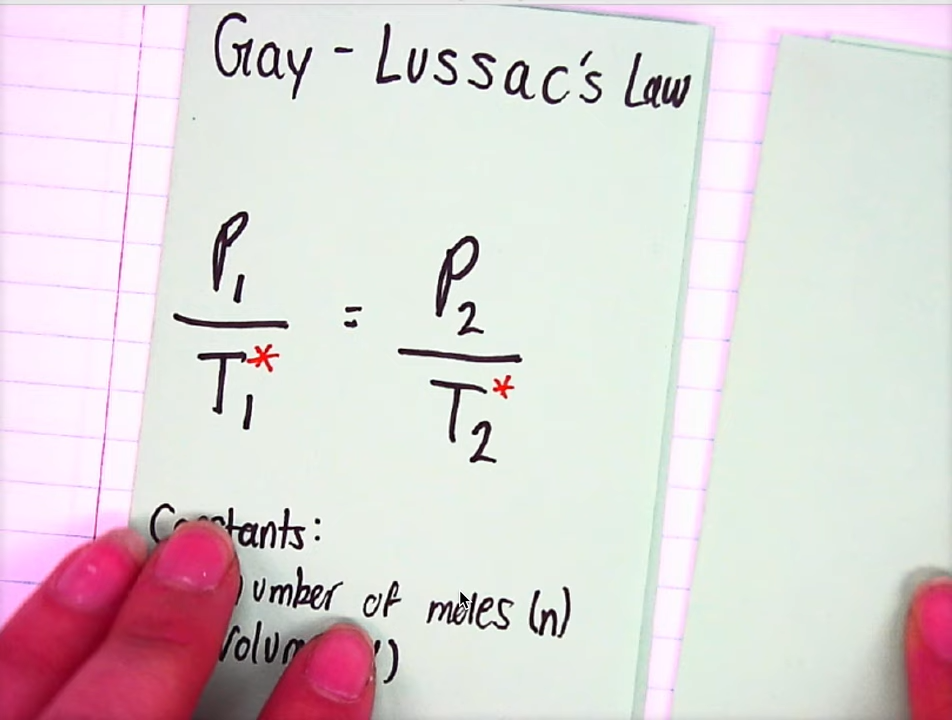 Gay - Lussac's Law
P₁ = P₂
T₁* T₂*
of moles (n)